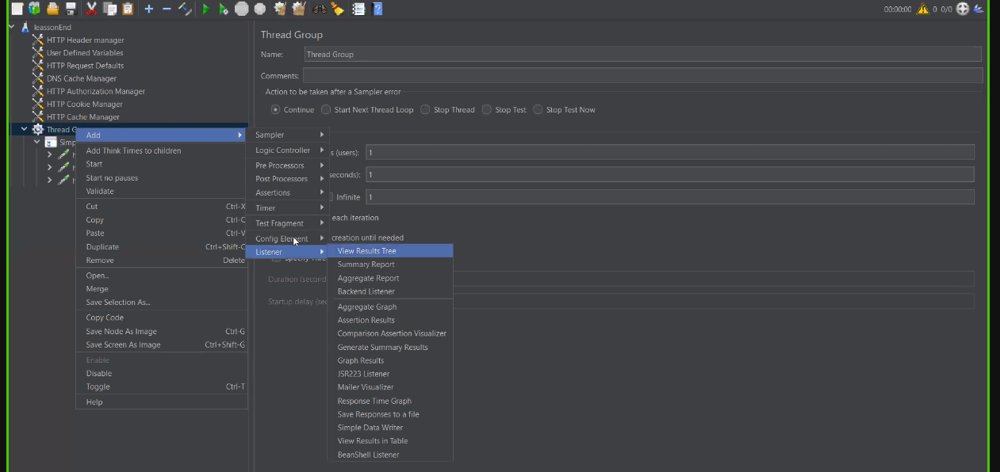 00:00:00 0 0/0
leassonEnd
HTTP Header manager
User Defined Variables
HTTP Request Defaults
DNS Cache Manager
HTTP Authorization Manager
HTTP Cookie Manager
HTTP Cache Manager
Thread G
Simp
Add
Add Think Times to children
Start
Start no pauses
Validate
Cut Ctrl-X
Copy Ctrl-C
Paste Ctrl-V
Duplicate Ctrl+Shift-C
Remove Delete
Open...
Merge
Save Selection As...
Copy Code
Save Node As Image Ctrl-G
Save Screen As Image Ctrl+Shift-G
Enable
Disable
Toggle Ctrl-T
Help
Sampler
Logic Controller
Pre Processors
Post Processors
Assertions
Timer
Test Fragment
Config Element
Listener
View Results Tree
Summary Report
Aggregate Report
Backend Listener
Aggregate Graph
Assertion Results
Comparison Assertion Visualizer
Generate Summary Results
Graph Results
JSR223 Listener
Mailer Visualizer
Response Time Graph
Save Responses to a file
Simple Data Writer
View Results in Table
BeanShell Listener
Thread Group
Name: Thread Group
Comments:
Action to be taken after a Sampler error
Continue Start Next Thread Loop Stop Thread Stop Test Stop Test Now
s (users): 1
seconds): 1
Infinite 1
each iteration
creation until needed
Duration (second
Startup delay (sec